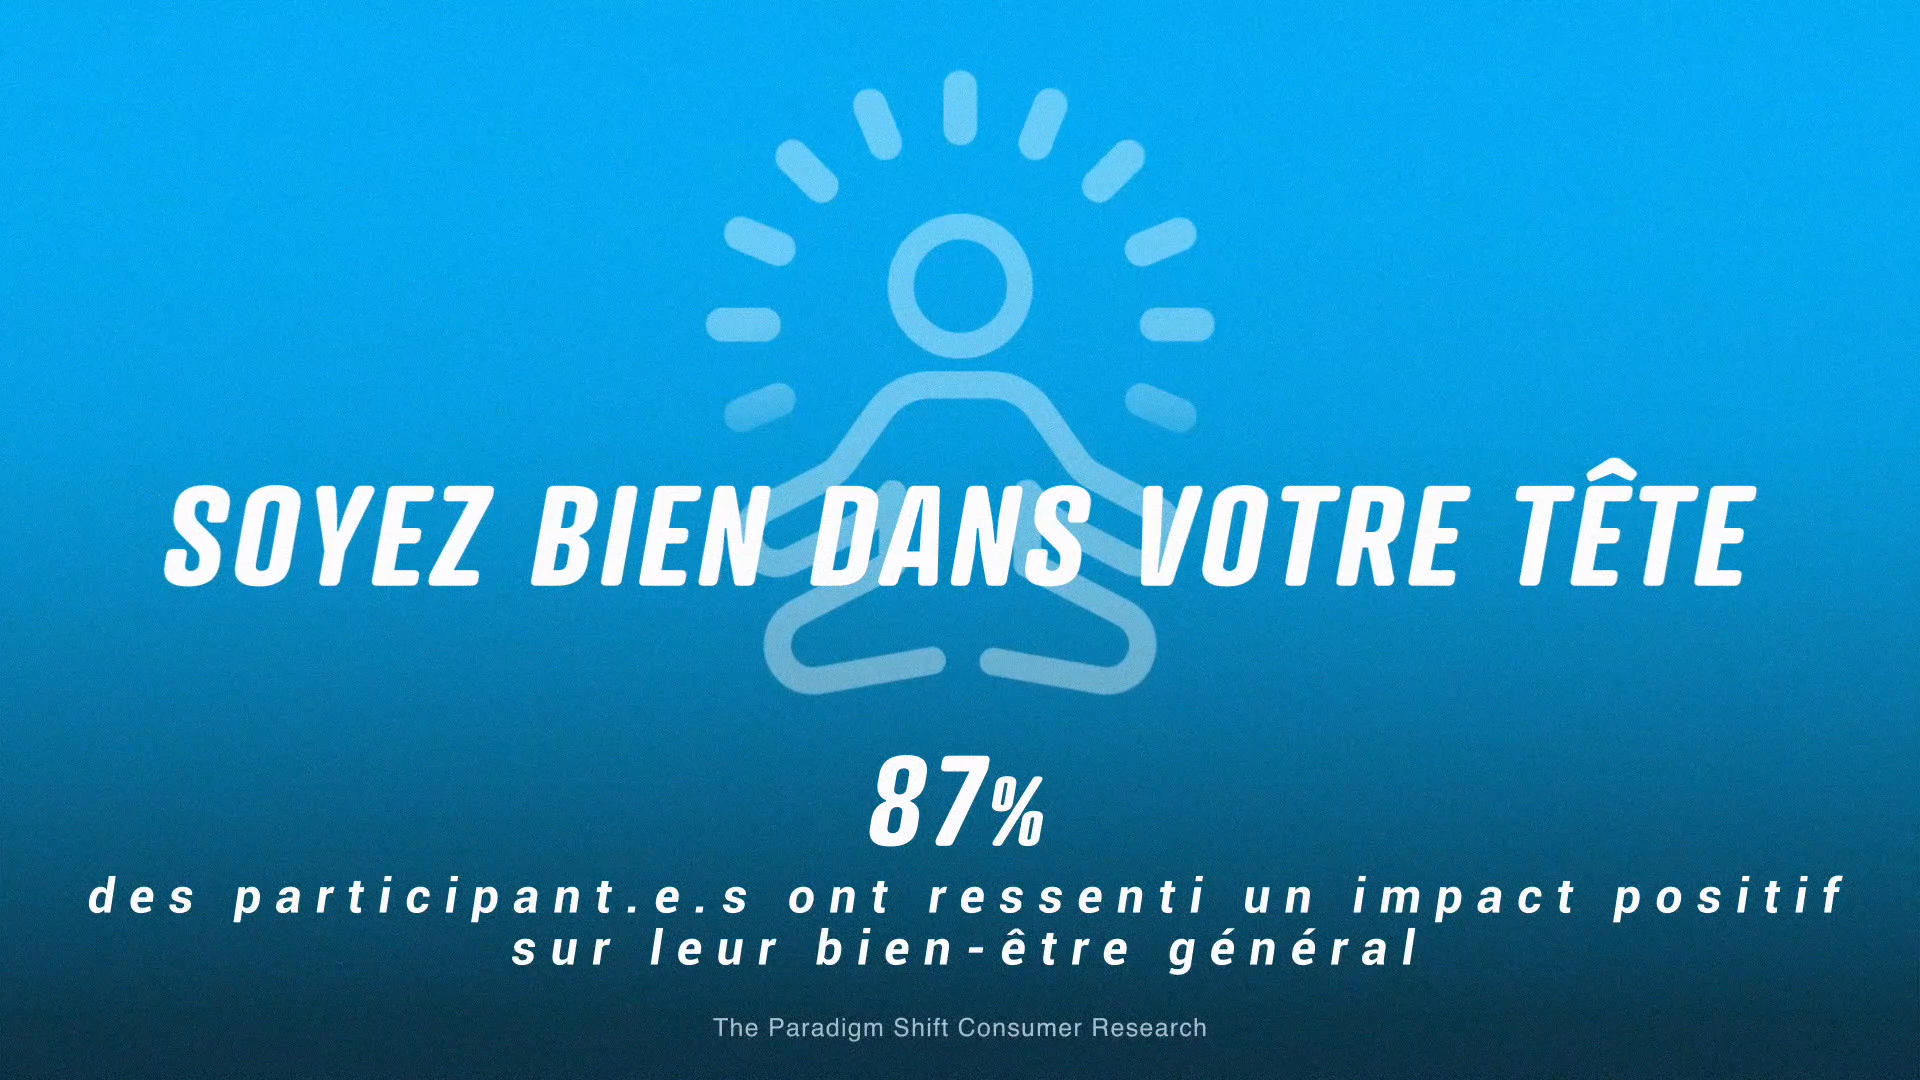 SOYEZ BIEN DANS VOTRE TÊTE
87%
des participant.e.s ont ressenti un impact positif
sur leur bien-être général
The Paradigm Shift Consumer Research